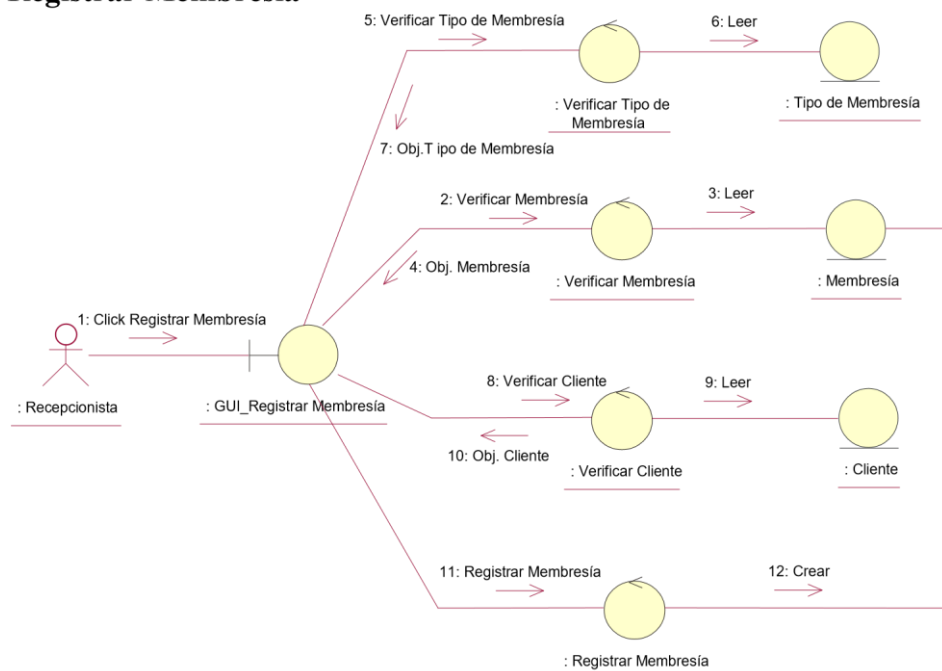 Registrar Membresía
5: Verificar Tipo de Membresía
6: Leer
: Verificar Tipo de
Membresía
: Tipo de Membresía
7: Obj.T ipo de Membresía
2: Verificar Membresía
3: Leer
4: Obj. Membresía
: Verificar Membresía
: Membresía
1: Click Registrar Membresía
: Recepcionista
: GUI_Registrar Membresía
8: Verificar Cliente
9: Leer
10: Obj. Cliente
: Verificar Cliente
: Cliente
11: Registrar Membresía
12: Crear
: Registrar Membresía